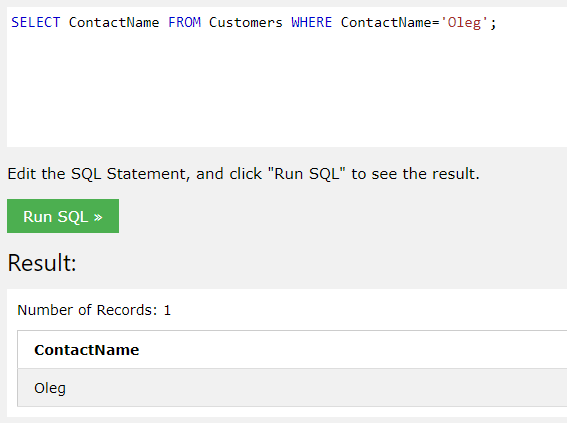 SELECT ContactName FROM Customers WHERE ContactName='Oleg';
Edit the SQL Statement, and click "Run SQL" to see the result.
Run SQL »
Result:
Number of Records: 1
ContactName
Oleg